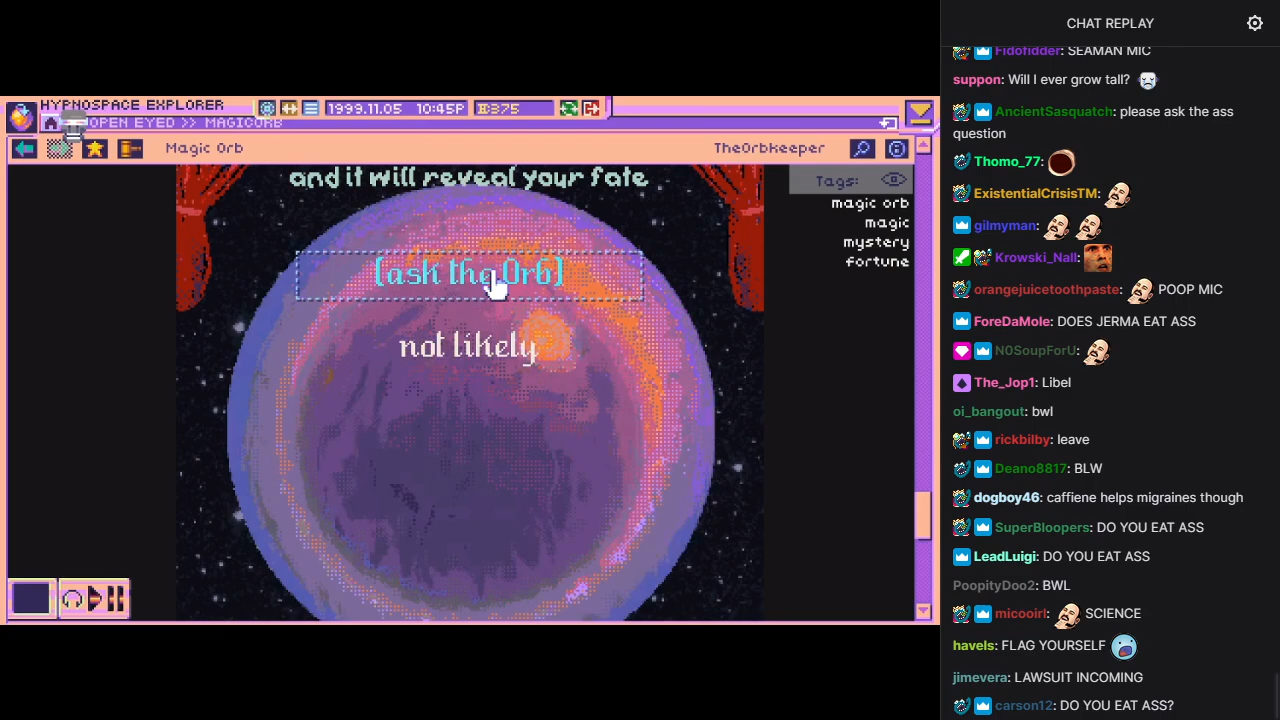 HYPNOSPACE EXPLORER
1999.11.05 10:45P
375
OPEN EYED >> MAGICORB
Magic Orb
TheOrbKeeper
and it will reveal your fate
(ask the Orb)
not likely
Tags:
magic orb
magic
mystery
fortune
CHAT REPLAY
Fidofidder: SEAMAN MIC
suppon: Will I ever grow tall?
AncientSasquatch: please ask the ass
question
Thomo_77:
ExistentialCrisisTM:
gilmyman:
Krowski_Nall:
orangejuicetoothpaste: POOP MIC
ForeDaMole: DOES JERMA EAT ASS
N0SoupForU:
The_Jop1: Libel
oi_bangout: bwl
rickbilby: leave
Deano8817: BLW
dogboy46: caffiene helps migraines though
SuperBloopers: DO YOU EAT ASS
LeadLuigi: DO YOU EAT ASS
PoopityDoo2: BWL
micooirl: SCIENCE
havels: FLAG YOURSELF
jimevera: LAWSUIT INCOMING
carson12: DO YOU EAT ASS?